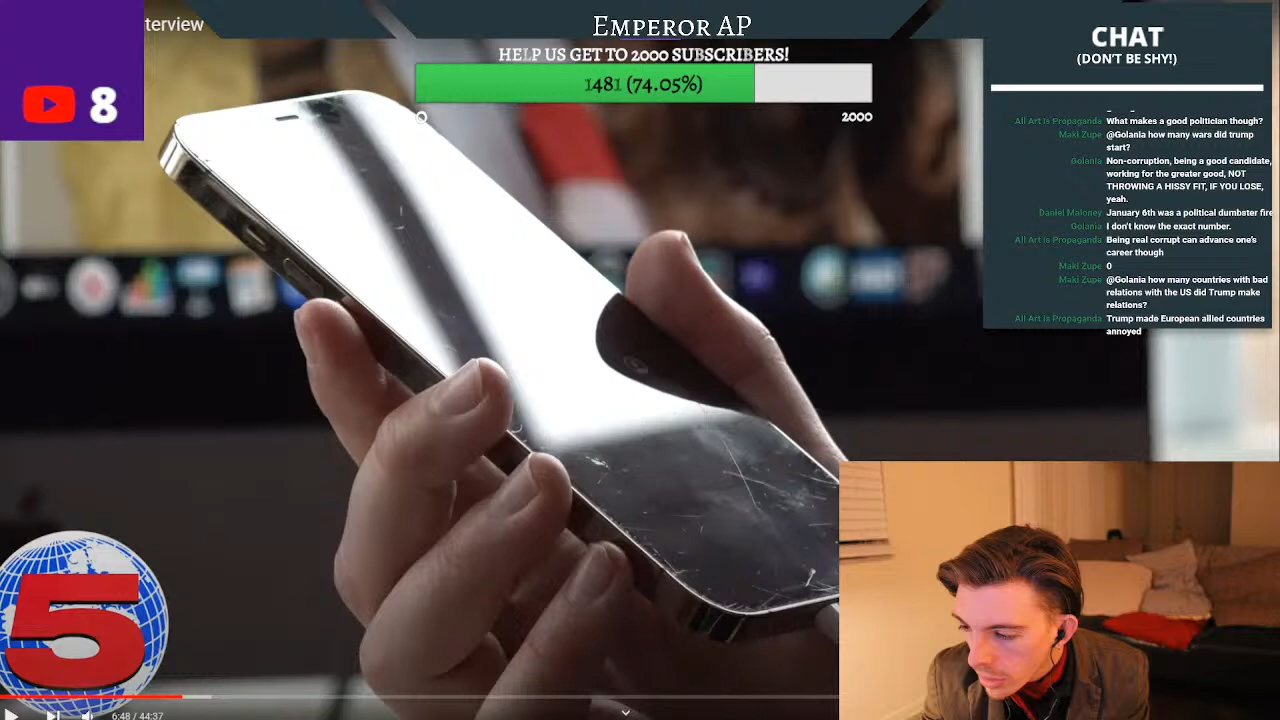 terview
8
EMPEROR AP
HELP US GET TO 2000 SUBSCRIBERS!
1481 (74.05%)
0
2000
CHAT
(DON'T BE SHY!)
All Art is Propaganda What makes a good politician though?
Maki Zupe @Golania how many wars did trump
start?
Golania Non-corruption, being a good candidate,
working for the greater good, NOT
THROWING A HISSY FIT, IF YOU LOSE,
yeah.
Daniel Maloney January 6th was a political dumbster fire
Golania I don't know the exact number.
All Art is Propaganda Being real corrupt can advance one's
career though
Maki Zupe 0
Maki Zupe @Golania how many countries with bad
relations with the US did Trump make
relations?
All Art is Propaganda Trump made European allied countries
annoyed
5
6:48 / 44:37